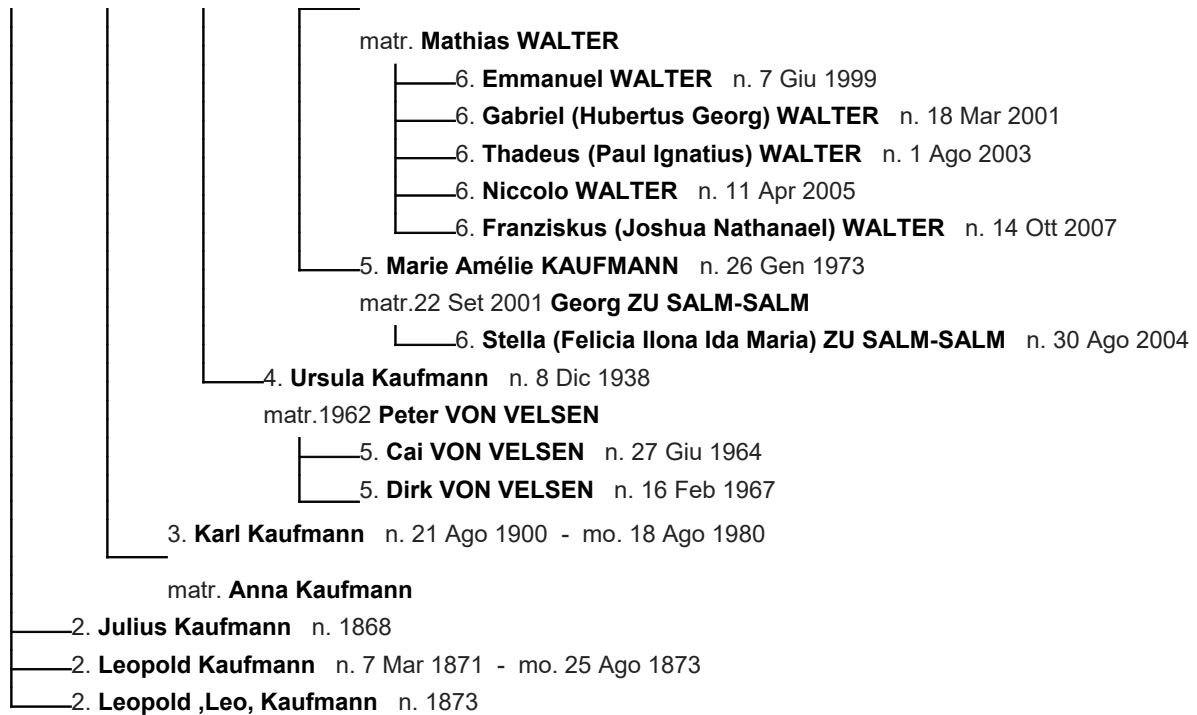 matr. Mathias WALTER
6. Emmanuel WALTER n. 7 Giu 1999
6. Gabriel (Hubertus Georg) WALTER n. 18 Mar 2001
6. Thadeus (Paul Ignatius) WALTER n. 1 Ago 2003
6. Niccolo WALTER n. 11 Apr 2005
6. Franziskus (Joshua Nathanael) WALTER n. 14 Ott 2007
5. Marie Amélie KAUFMANN n. 26 Gen 1973
matr.22 Set 2001 Georg ZU SALM-SALM
6. Stella (Felicia Ilona Ida Maria) ZU SALM-SALM n. 30 Ago 2004
4. Ursula Kaufmann n. 8 Dic 1938
matr.1962 Peter VON VELSEN
5. Cai VON VELSEN n. 27 Giu 1964
5. Dirk VON VELSEN n. 16 Feb 1967
3. Karl Kaufmann n. 21 Ago 1900 - mo. 18 Ago 1980
matr. Anna Kaufmann
2. Julius Kaufmann n. 1868
2. Leopold Kaufmann n. 7 Mar 1871 - mo. 25 Ago 1873
2. Leopold ,Leo, Kaufmann n. 1873